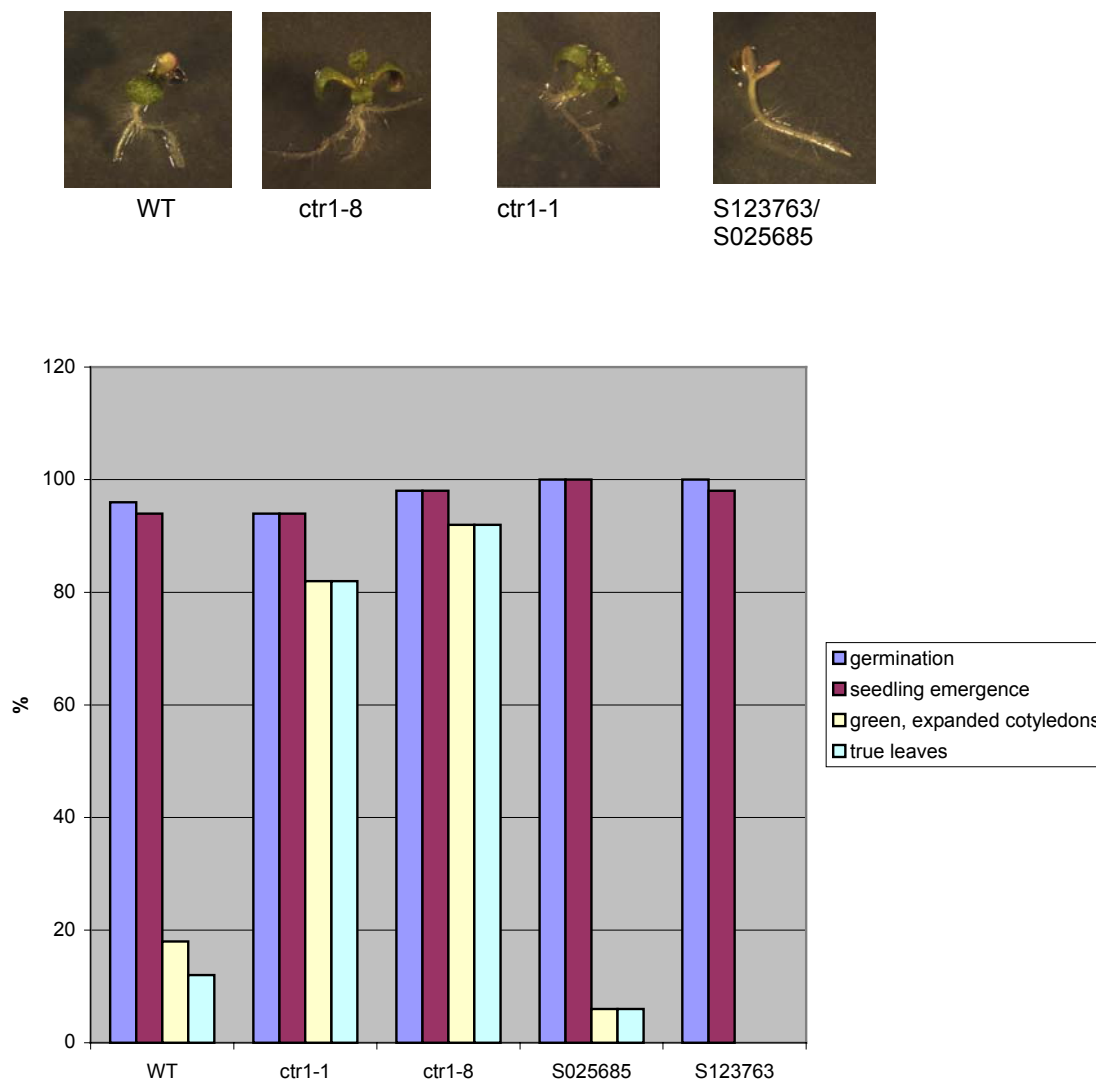 WT
ctr1-8
ctr1-1
S123763/
S025685
120
100
80
60
40
20
0
%
WT
ctr1-1
ctr1-8
S025685
S123763
germination
seedling emergence
green, expanded cotyledons
true leaves